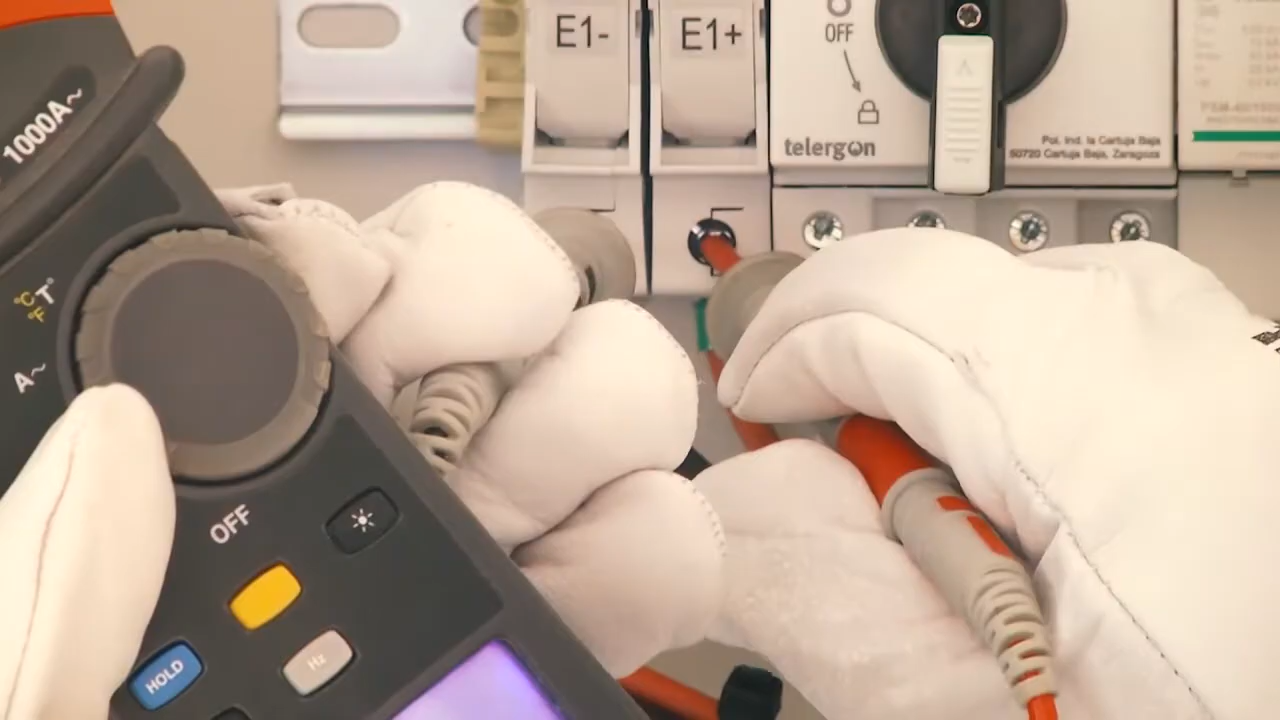 1000A~
°C
°F
T°
A~
OFF
HOLD
Hz
E1-
E1+
OFF
telergon
Pol. Ind. la Cartuja Baja
50720 Cartuja Baja, Zaragoza